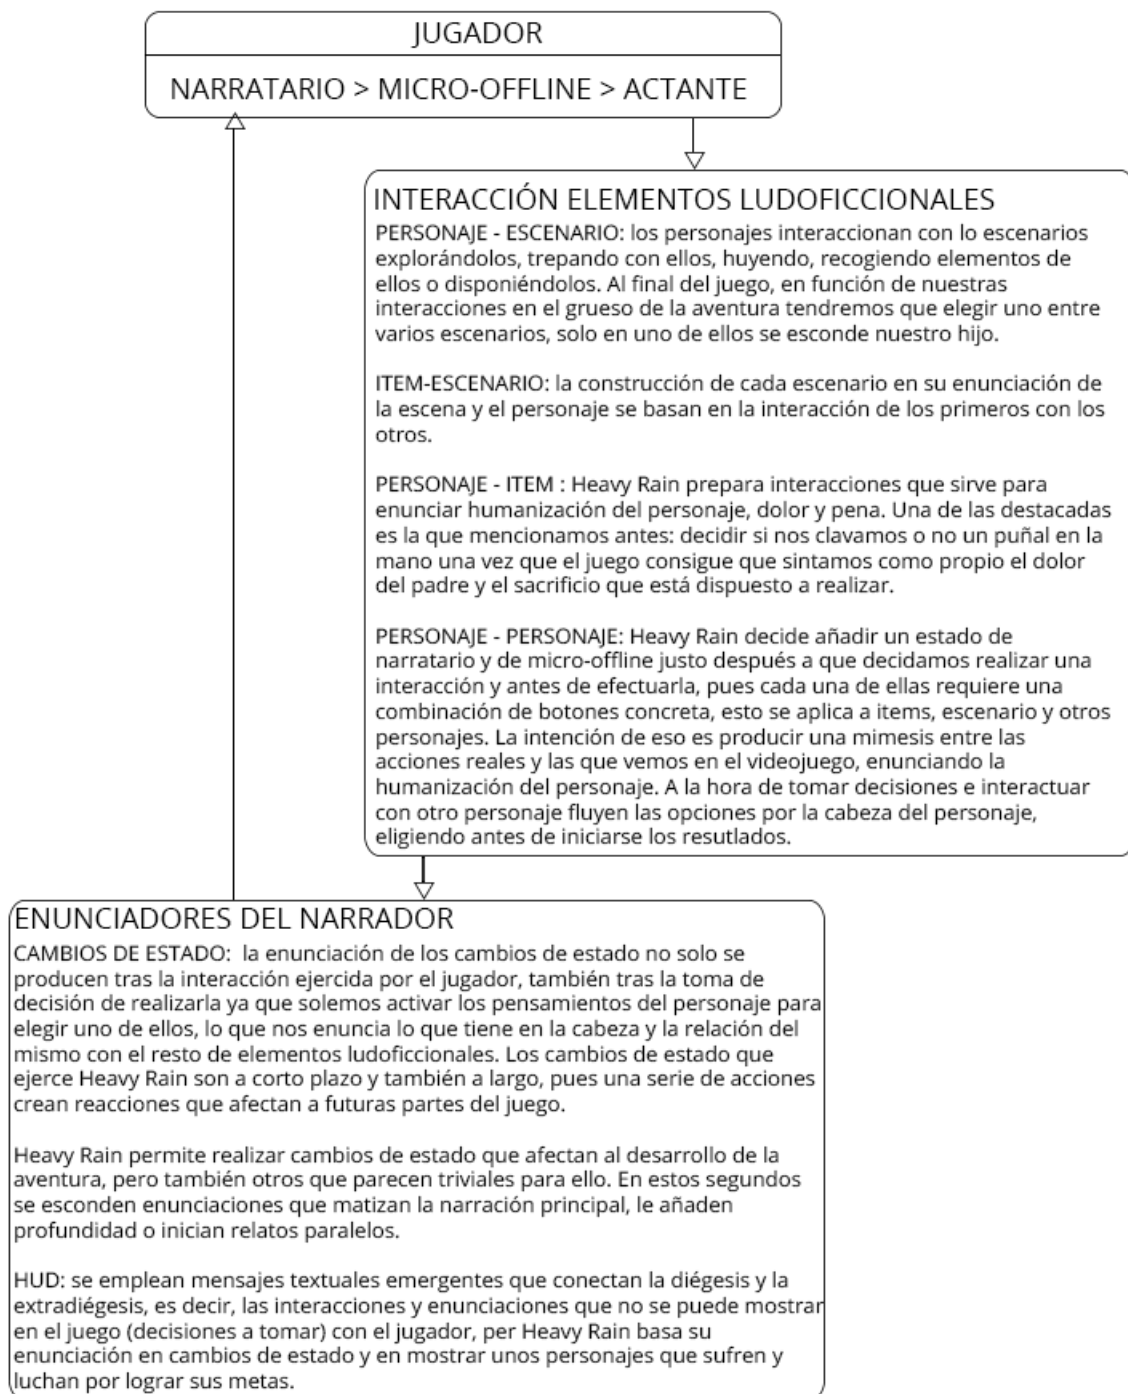 JUGADOR
NARRATARIO > MICRO-OFFLINE > ACTANTE
INTERACCIÓN ELEMENTOS LUDOFICCIONALES
PERSONAJE - ESCENARIO: los personajes interaccionan con lo escenarios
explorándolos, trepando con ellos, huyendo, recogiendo elementos de
ellos o disponiéndolos. Al final del juego, en función de nuestras
interacciones en el grueso de la aventura tendremos que elegir uno entre
varios escenarios, solo en uno de ellos se esconde nuestro hijo.
ITEM-ESCENARIO: la construcción de cada escenario en su enunciación de
la escena y el personaje se basan en la interacción de los primeros con los
otros.
PERSONAJE - ITEM : Heavy Rain prepara interacciones que sirve para
enunciar humanización del personaje, dolor y pena. Una de las destacadas
es la que mencionamos antes: decidir si nos clavamos o no un puñal en la
mano una vez que el juego consigue que sintamos como propio el dolor
del padre y el sacrificio que está dispuesto a realizar.
PERSONAJE - PERSONAJE: Heavy Rain decide añadir un estado de
narratario y de micro-offline justo después a que decidamos realizar una
interacción y antes de efectuarla, pues cada una de ellas requiere una
combinación de botones concreta, esto se aplica a items, escenario y otros
personajes. La intención de eso es producir una mimesis entre las
acciones reales y las que vemos en el videojuego, enunciando la
humanización del personaje. A la hora de tomar decisiones e interactuar
con otro personaje fluyen las opciones por la cabeza del personaje,
eligiendo antes de iniciarse los resutlados.
ENUNCIADORES DEL NARRADOR
CAMBIOS DE ESTADO: la enunciación de los cambios de estado no solo se
producen tras la interacción ejercida por el jugador, también tras la toma de
decisión de realizarla ya que solemos activar los pensamientos del personaje para
elegir uno de ellos, lo que nos enuncia lo que tiene en la cabeza y la relación del
mismo con el resto de elementos ludoficcionales. Los cambios de estado que
ejerce Heavy Rain son a corto plazo y también a largo, pues una serie de acciones
crean reacciones que afectan a futuras partes del juego.
Heavy Rain permite realizar cambios de estado que afectan al desarrollo de la
aventura, pero también otros que parecen triviales para ello. En estos segundos
se esconden enunciaciones que matizan la narración principal, le añaden
profundidad o inician relatos paralelos.
HUD: se emplean mensajes textuales emergentes que conectan la diégesis y la
extradiégesis, es decir, las interacciones y enunciaciones que no se puede mostrar
en el juego (decisiones a tomar) con el jugador, per Heavy Rain basa su
enunciación en cambios de estado y en mostrar unos personajes que sufren y
luchan por lograr sus metas.